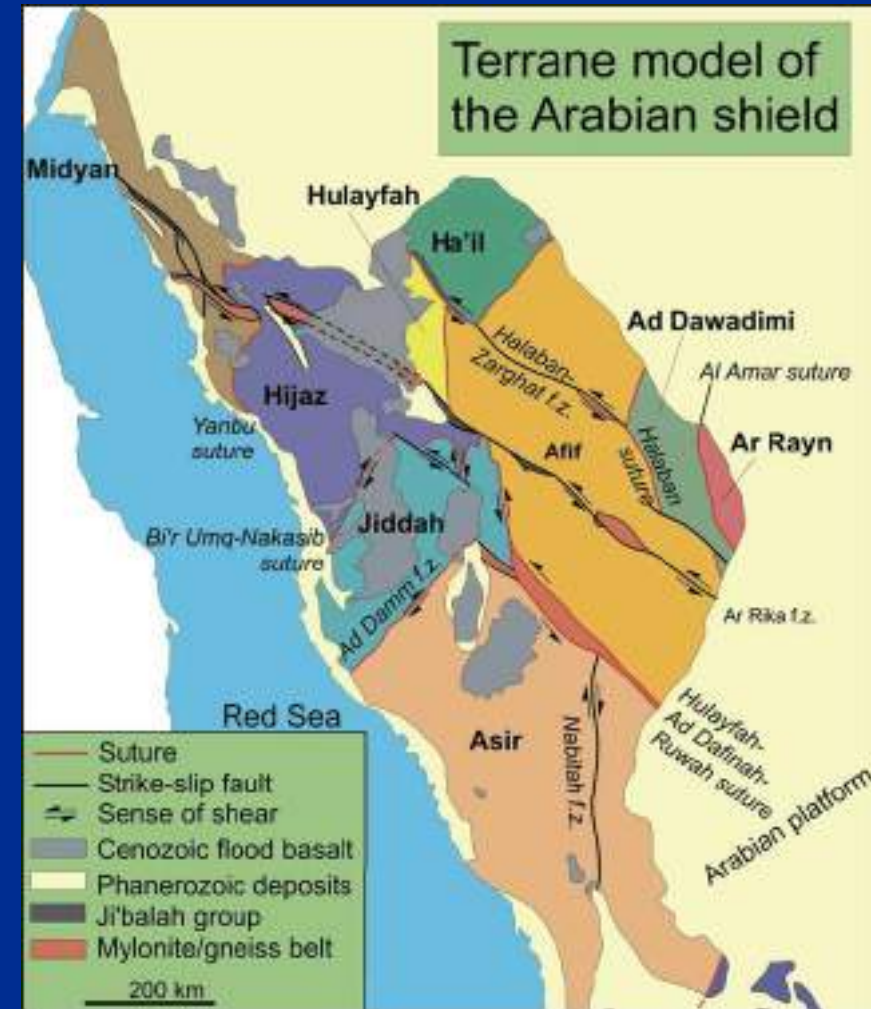 Terrane model of
the Arabian shield
Midyan
Hulayfah
Ha'il
Ad Dawadimi
Halaban-
Zarghat f.z.
Al Amar suture
Hijaz
Ar Rayn
Yanbu
suture
Afif
Halaban
suture
Jiddah
Bi'r Umq-Nakasib
suture
Ad Damm f.z.
Ar Rika f.z.
Red Sea
Asir
Nabitah f.z.
Hulayfah-
Ad Dafinah-
Ruwah suture
Arabian platform
Suture
Strike-slip fault
Sense of shear
Cenozoic flood basalt
Phanerozoic deposits
Ji'balah group
Mylonite/gneiss belt
200 km